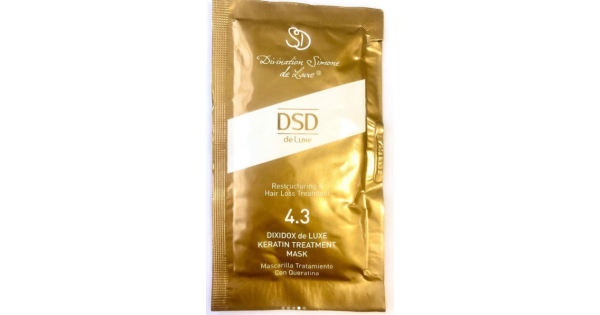 SD
Divination Simone
de Luxe ®
DSD
de Luxe
Restructuring &
Hair Loss Treatment
4.3
DIXIDOX de LUXE
KERATIN TREATMENT
MASK
Mascarilla Tratamiento
Con Queratina